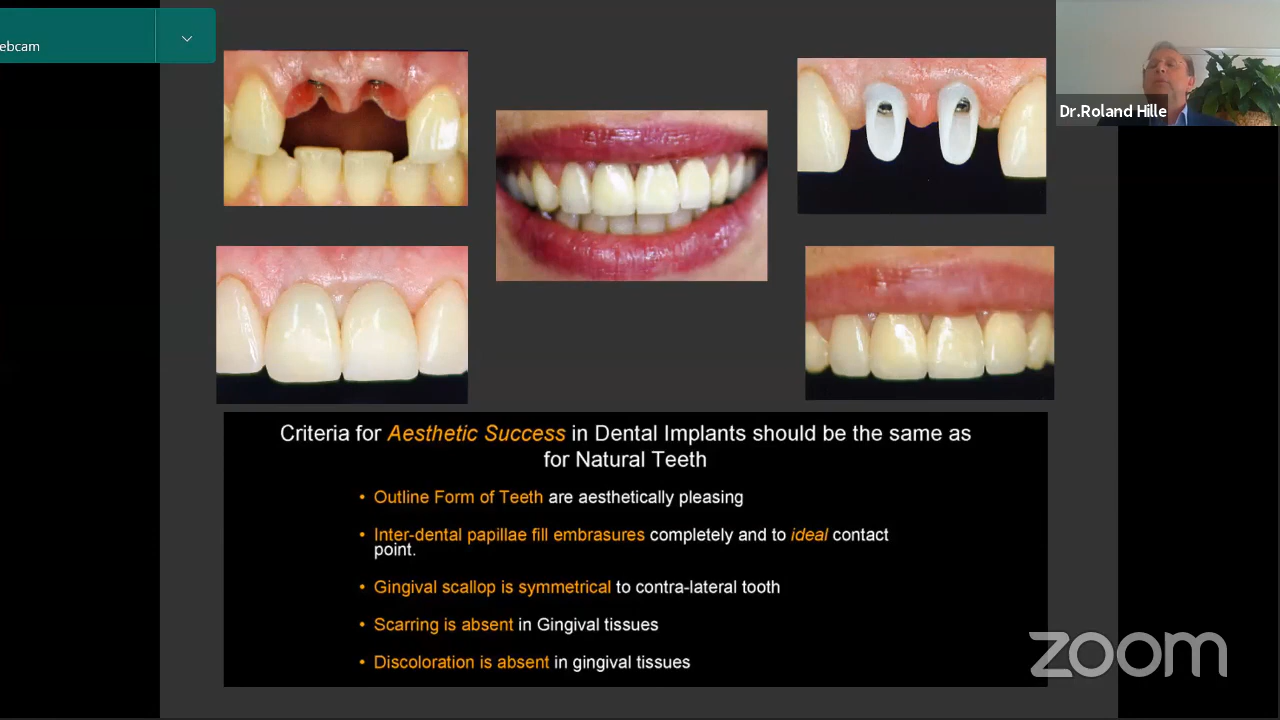 ebcam
Dr.Roland Hille
Criteria for Aesthetic Success in Dental Implants should be the same as
for Natural Teeth
• Outline Form of Teeth are aesthetically pleasing
• Inter-dental papillae fill embrasures completely and to ideal contact
point.
• Gingival scallop is symmetrical to contra-lateral tooth
• Scarring is absent in Gingival tissues
• Discoloration is absent in gingival tissues
zoom